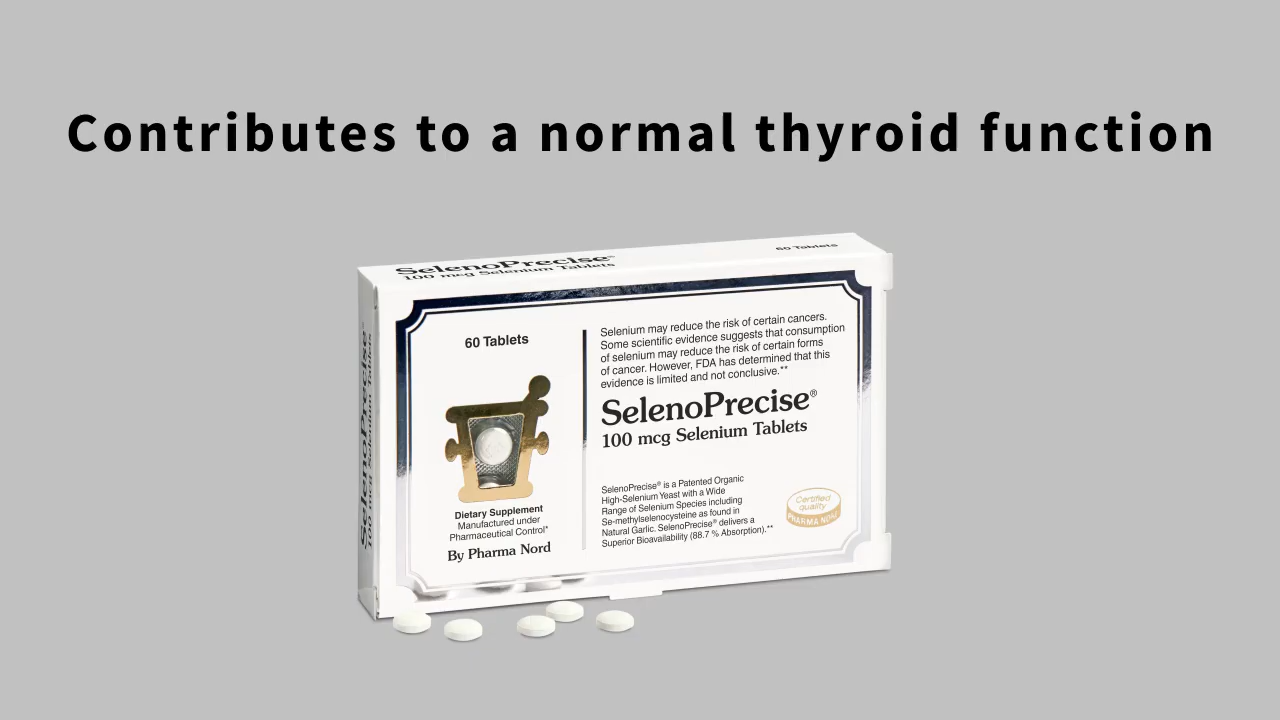 Contributes to a normal thyroid function
SelenoPrecise®
100 mcg Selenium Tablets
60 Tablets
SelenoPrecise®
100 mcg Selenium Tablets
60 Tablets
Dietary Supplement
Manufactured under
Pharmaceutical Control*
By Pharma Nord
Selenium may reduce the risk of certain cancers.
Some scientific evidence suggests that consumption
of selenium may reduce the risk of certain forms
of cancer. However, FDA has determined that this
evidence is limited and not conclusive.**
SelenoPrecise®
100 mcg Selenium Tablets
SelenoPrecise® is a Patented Organic
High-Selenium Yeast with a Wide
Range of Selenium Species including
Se-methylselenocysteine as found in
Natural Garlic. SelenoPrecise® delivers a
Superior Bioavailability (88.7 % Absorption).**
Certified
quality
PHARMA NORD